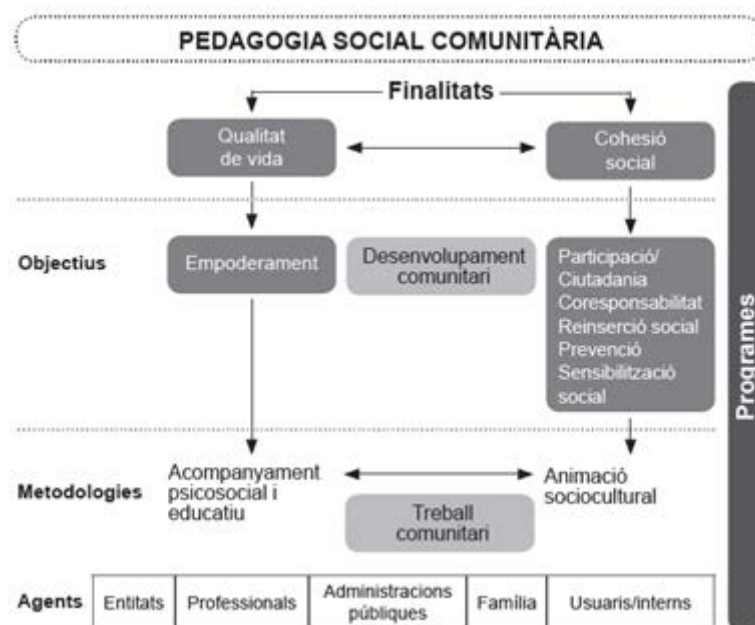 PEDAGOGIA SOCIAL COMUNITÀRIA
Finalitats
Qualitat
de vida
Cohesió
social
Objectius
Empoderament
Desenvolupament
comunitari
Participació/
Ciutadania
Coresponsabilitat
Reinserció social
Prevenció
Sensibilització
social
Metodologies
Acompanyament
psicosocial i
educatiu
Treball
comunitari
Animació
sociocultural
Agents
Entitats
Professionals
Administracions
públiques
Família
Usuaris/interns
Programes